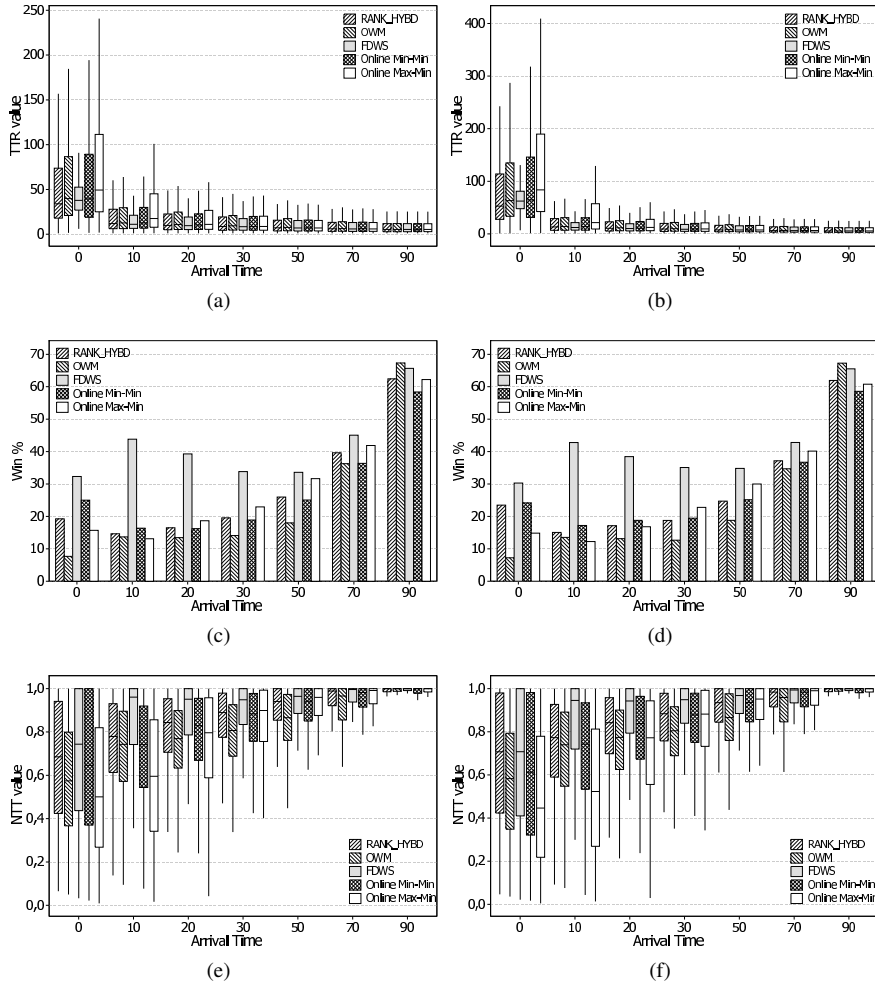 250
200
150
100
50
0
TTR value
RANK_HYBD
OWM
FDWS
Online Min-Min
Online Max-Min
0 10 20 30 50 70 90
Arrival Time
(a)
400
300
200
100
0
TTR value
RANK_HYBD
OWM
FDWS
Online Min-Min
Online Max-Min
0 10 20 30 50 70 90
Arrival Time
(b)
70
60
50
40
30
20
10
0
Win %
RANK_HYBD
OWM
FDWS
Online Min-Min
Online Max-Min
0 10 20 30 50 70 90
Arrival Time
(c)
70
60
50
40
30
20
10
0
Win %
RANK_HYBD
OWM
FDWS
Online Min-Min
Online Max-Min
0 10 20 30 50 70 90
Arrival Time
(d)
1,0
0,8
0,6
0,4
0,2
0,0
NTT value
RANK_HYBD
OWM
FDWS
Online Min-Min
Online Max-Min
0 10 20 30 50 70 90
Arrival Time
(e)
1,0
0,8
0,6
0,4
0,2
0,0
NTT value
RANK_HYBD
OWM
FDWS
Online Min-Min
Online Max-Min
0 10 20 30 50 70 90
Arrival Time
(f)